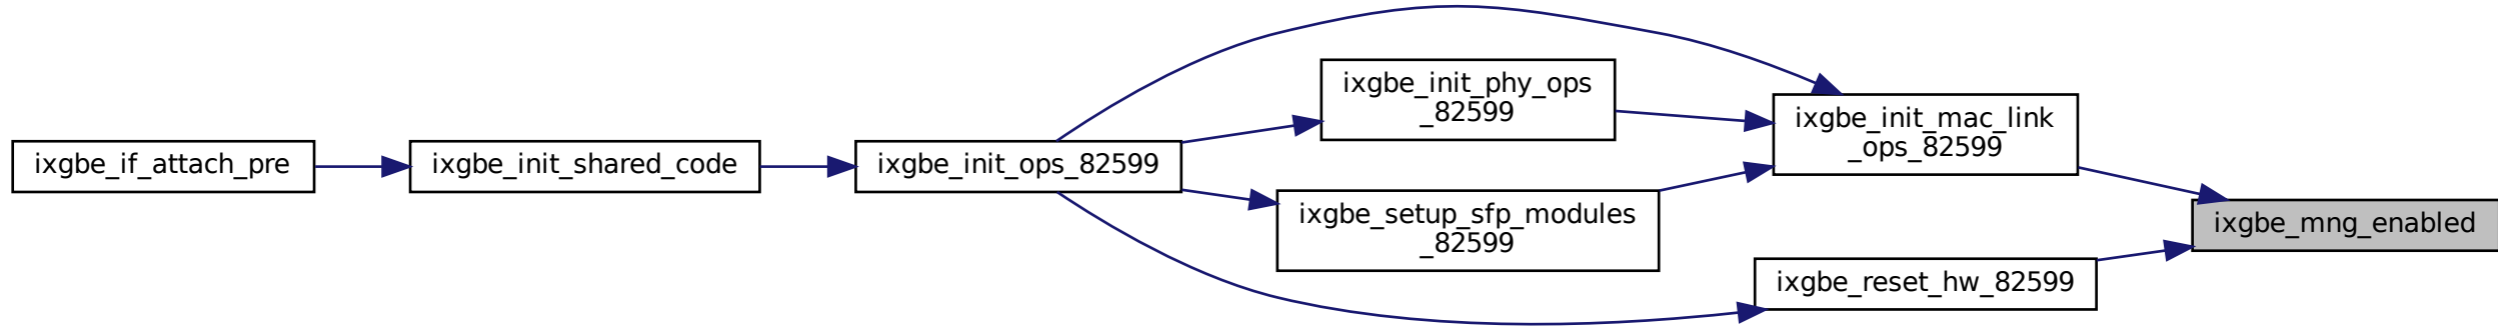 ixgbe_if_attach_pre
ixgbe_init_shared_code
ixgbe_init_ops_82599
ixgbe_init_phy_ops
_82599
ixgbe_setup_sfp_modules
_82599
ixgbe_init_mac_link
_ops_82599
ixgbe_reset_hw_82599
ixgbe_mng_enabled